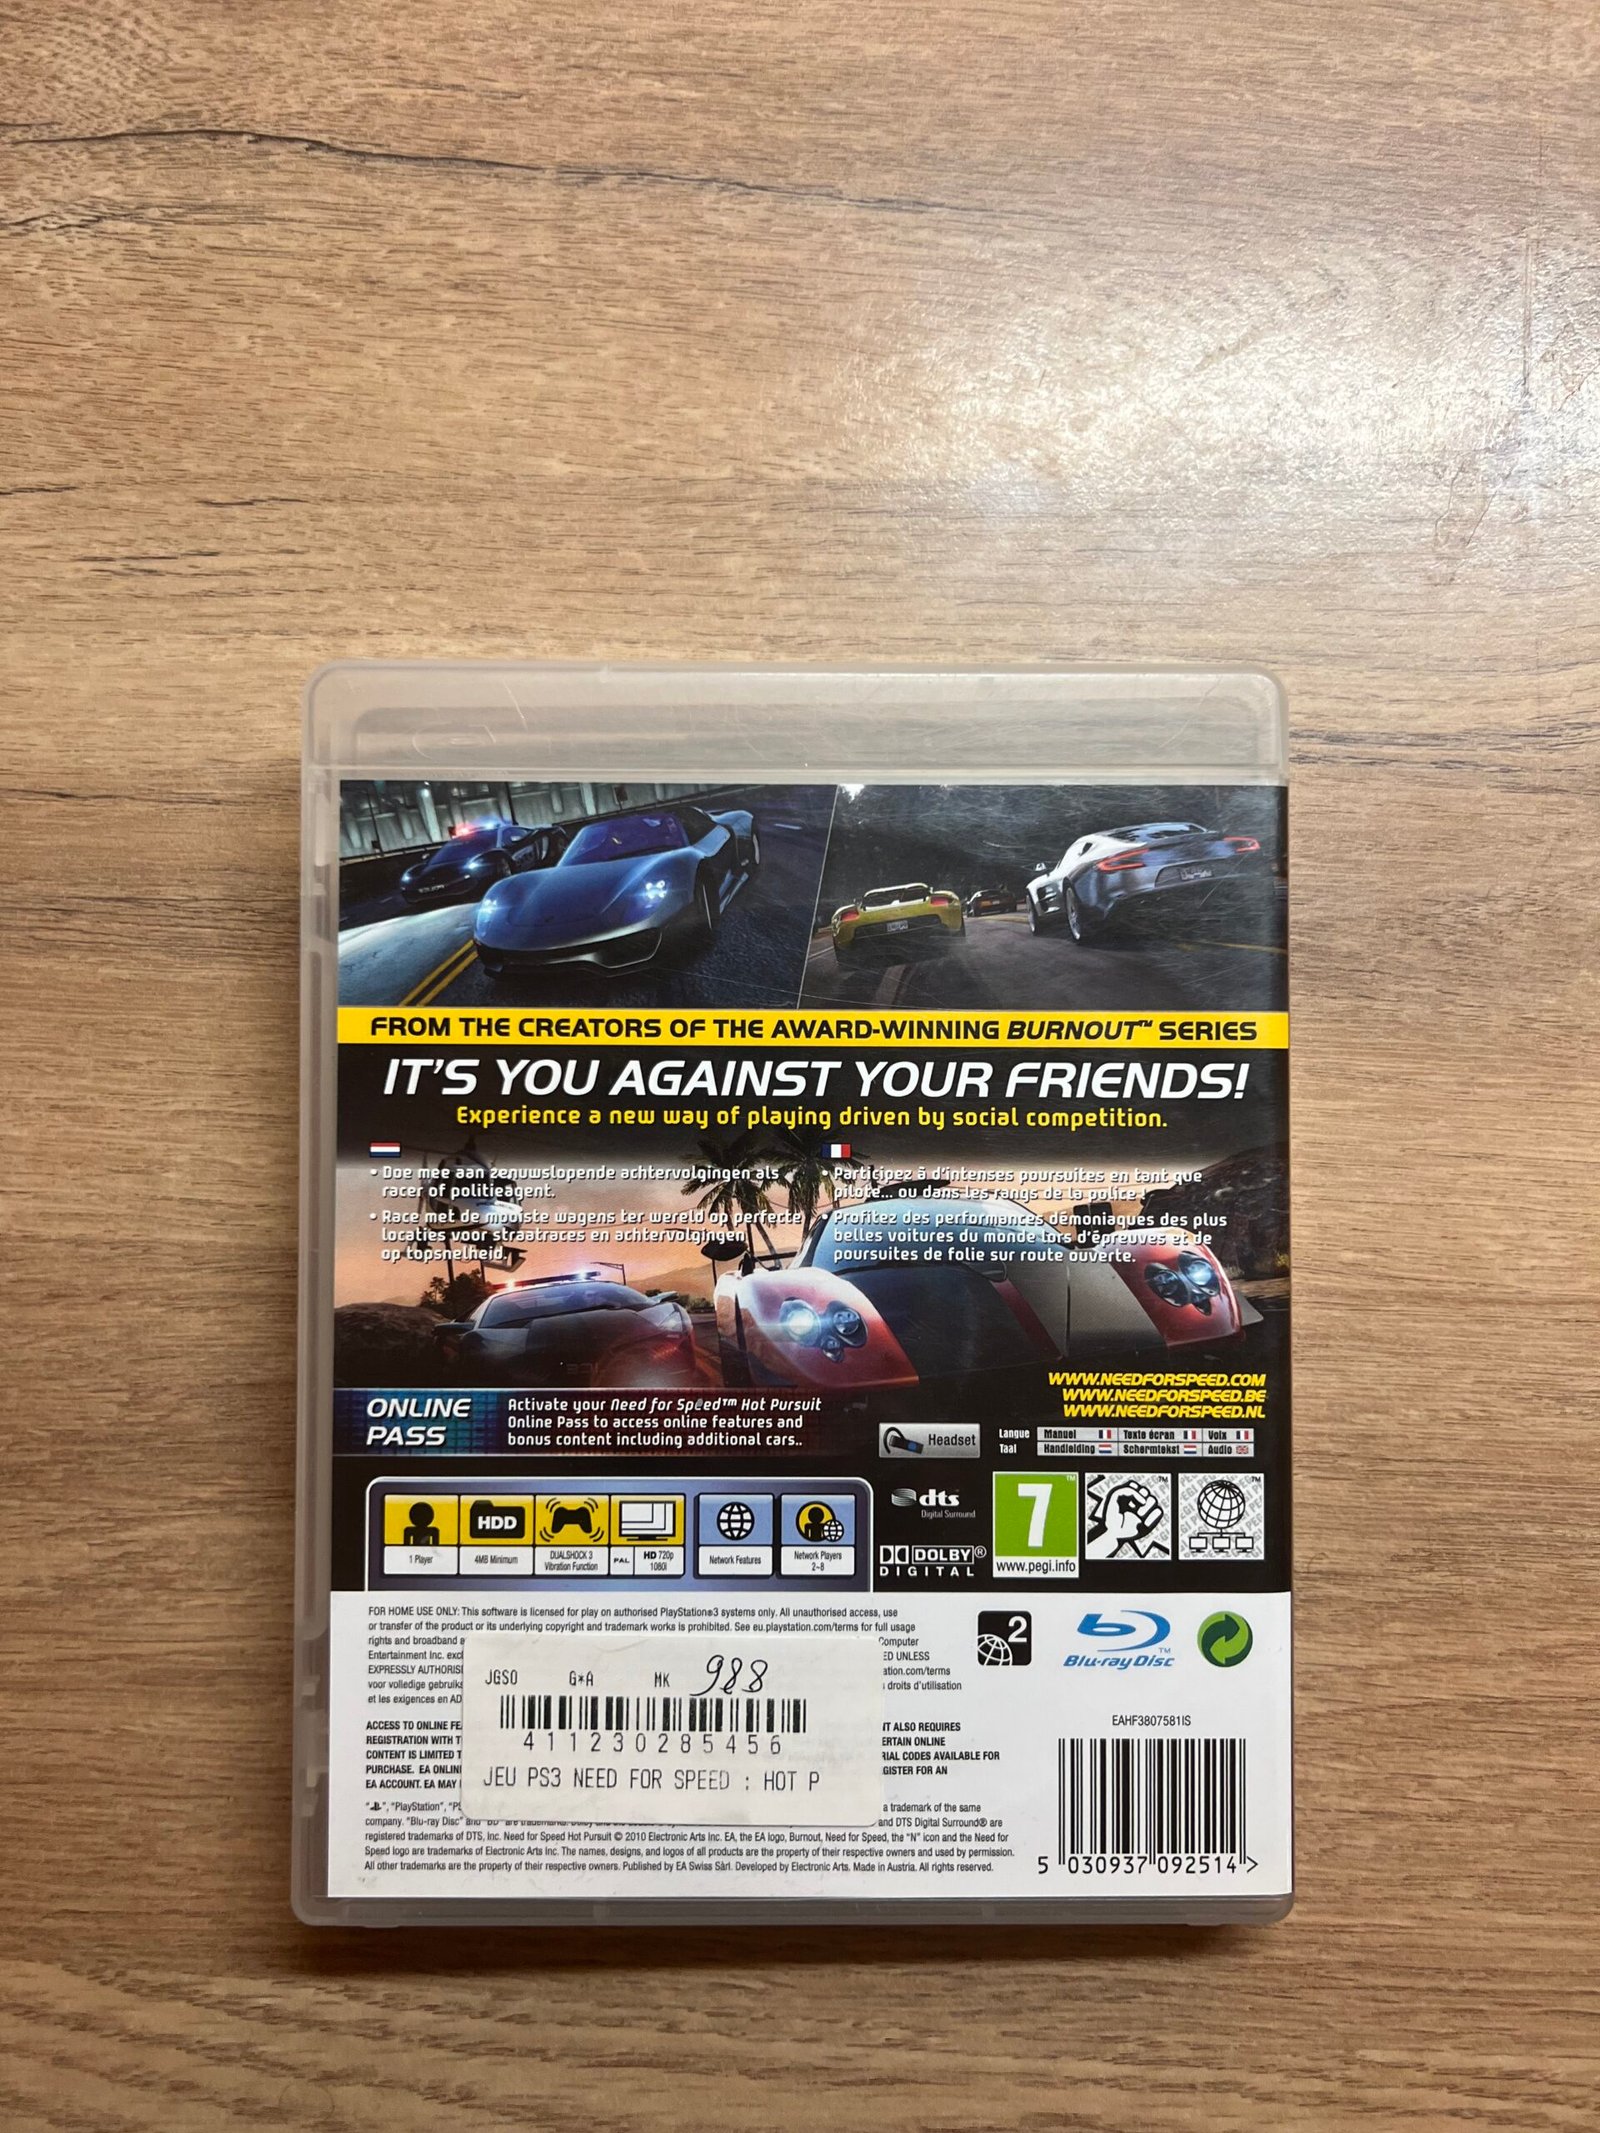 POLICE
FROM THE CREATORS OF THE AWARD-WINNING BURNOUT™ SERIES
IT'S YOU AGAINST YOUR FRIENDS!
Experience a new way of playing driven by social competition.
• Doe mee aan zenuwslopende achtervolgingen als
racer of politieagent.
• Race met de mooiste wagens ter wereld op perfecte
locaties voor straatraces en achtervolgingen
op topsnelheid.
• Participez à d'intenses poursuites en tant que
pilote... ou dans les rangs de la police !
• Profitez des performances démoniaques des plus
belles voitures du monde lors d'épreuves et de
poursuites de folie sur route ouverte.
WWW.NEEDFORSPEED.COM
WWW.NEEDFORSPEED.BE
WWW.NEEDFORSPEED.NL
ONLINE
PASS
Activate your Need for Speed™ Hot Pursuit
Online Pass to access online features and
bonus content including additional cars..
Headset
Langue Manuel Texte écran Voix
Taal Handleiding Schermtekst Audio
HDD
1 Player
4MB Minimum
DUALSHOCK 3
Vibration Function
PAL
HD 720p
1080i
Network Features
Network Players
2-8
dts
Digital Surround
DOLBY®
DIGITAL
7
™
www.pegi.info
FOR HOME USE ONLY: This software is licensed for play on authorised PlayStation®3 systems only. All unauthorised access, use
or transfer of the product or its underlying copyright and trademark works is prohibited. See eu.playstation.com/terms for full usage
rights and broadband
Entertainment Inc. Computer
EXPRESSLY AUTHORIS ED UNLESS
voor volledige gebruiks ation.com/terms
et les exigences en AD droits d'utilisation
2
Blu-ray Disc™
JGSO G*A MK 988
411230285456
JEU PS3 NEED FOR SPEED : HOT P
ACCESS TO ONLINE FE IT ALSO REQUIRES
REGISTRATION WITH T ERTAIN ONLINE
CONTENT IS LIMITED T RIAL CODES AVAILABLE FOR
PURCHASE. EA ONLIN GISTER FOR AN
EA ACCOUNT. EA MAY
"PlayStation", "PS a trademark of the same
company. "Blu-ray Disc" and "BD" are trademarks. and DTS Digital Surround® are
registered trademarks of DTS, Inc. Need for Speed Hot Pursuit © 2010 Electronic Arts Inc. EA, the EA logo, Burnout, Need for Speed, the "N" icon and the Need for
Speed logo are trademarks of Electronic Arts Inc. The names, designs, and logos of all products are the property of their respective owners and used by permission.
All other trademarks are the property of their respective owners. Published by EA Swiss Sàrl. Developed by Electronic Arts. Made in Austria. All rights reserved.
EAHF3807581IS
5 030937 092514 >